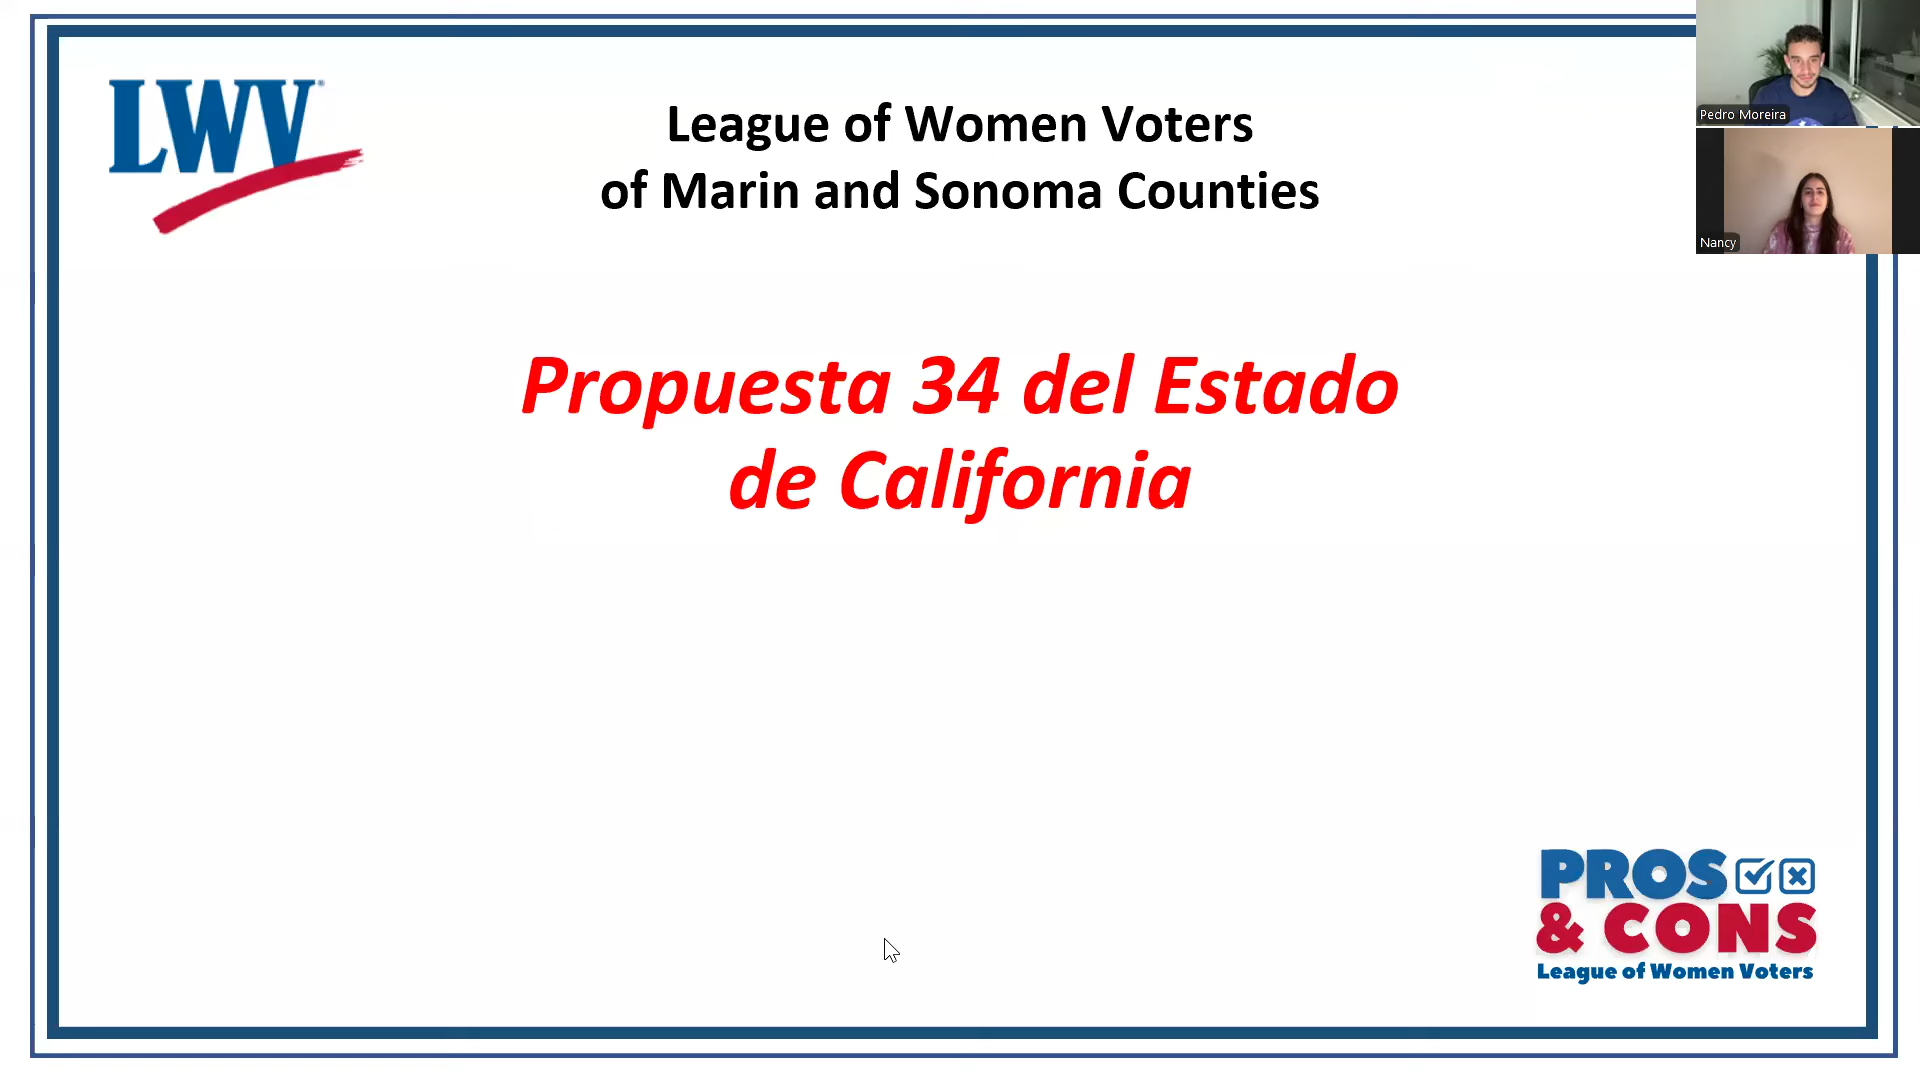 LWV
League of Women Voters
of Marin and Sonoma Counties
Pedro Moreira
Nancy
Propuesta 34 del Estado
de California
PROS
& CONS
League of Women Voters